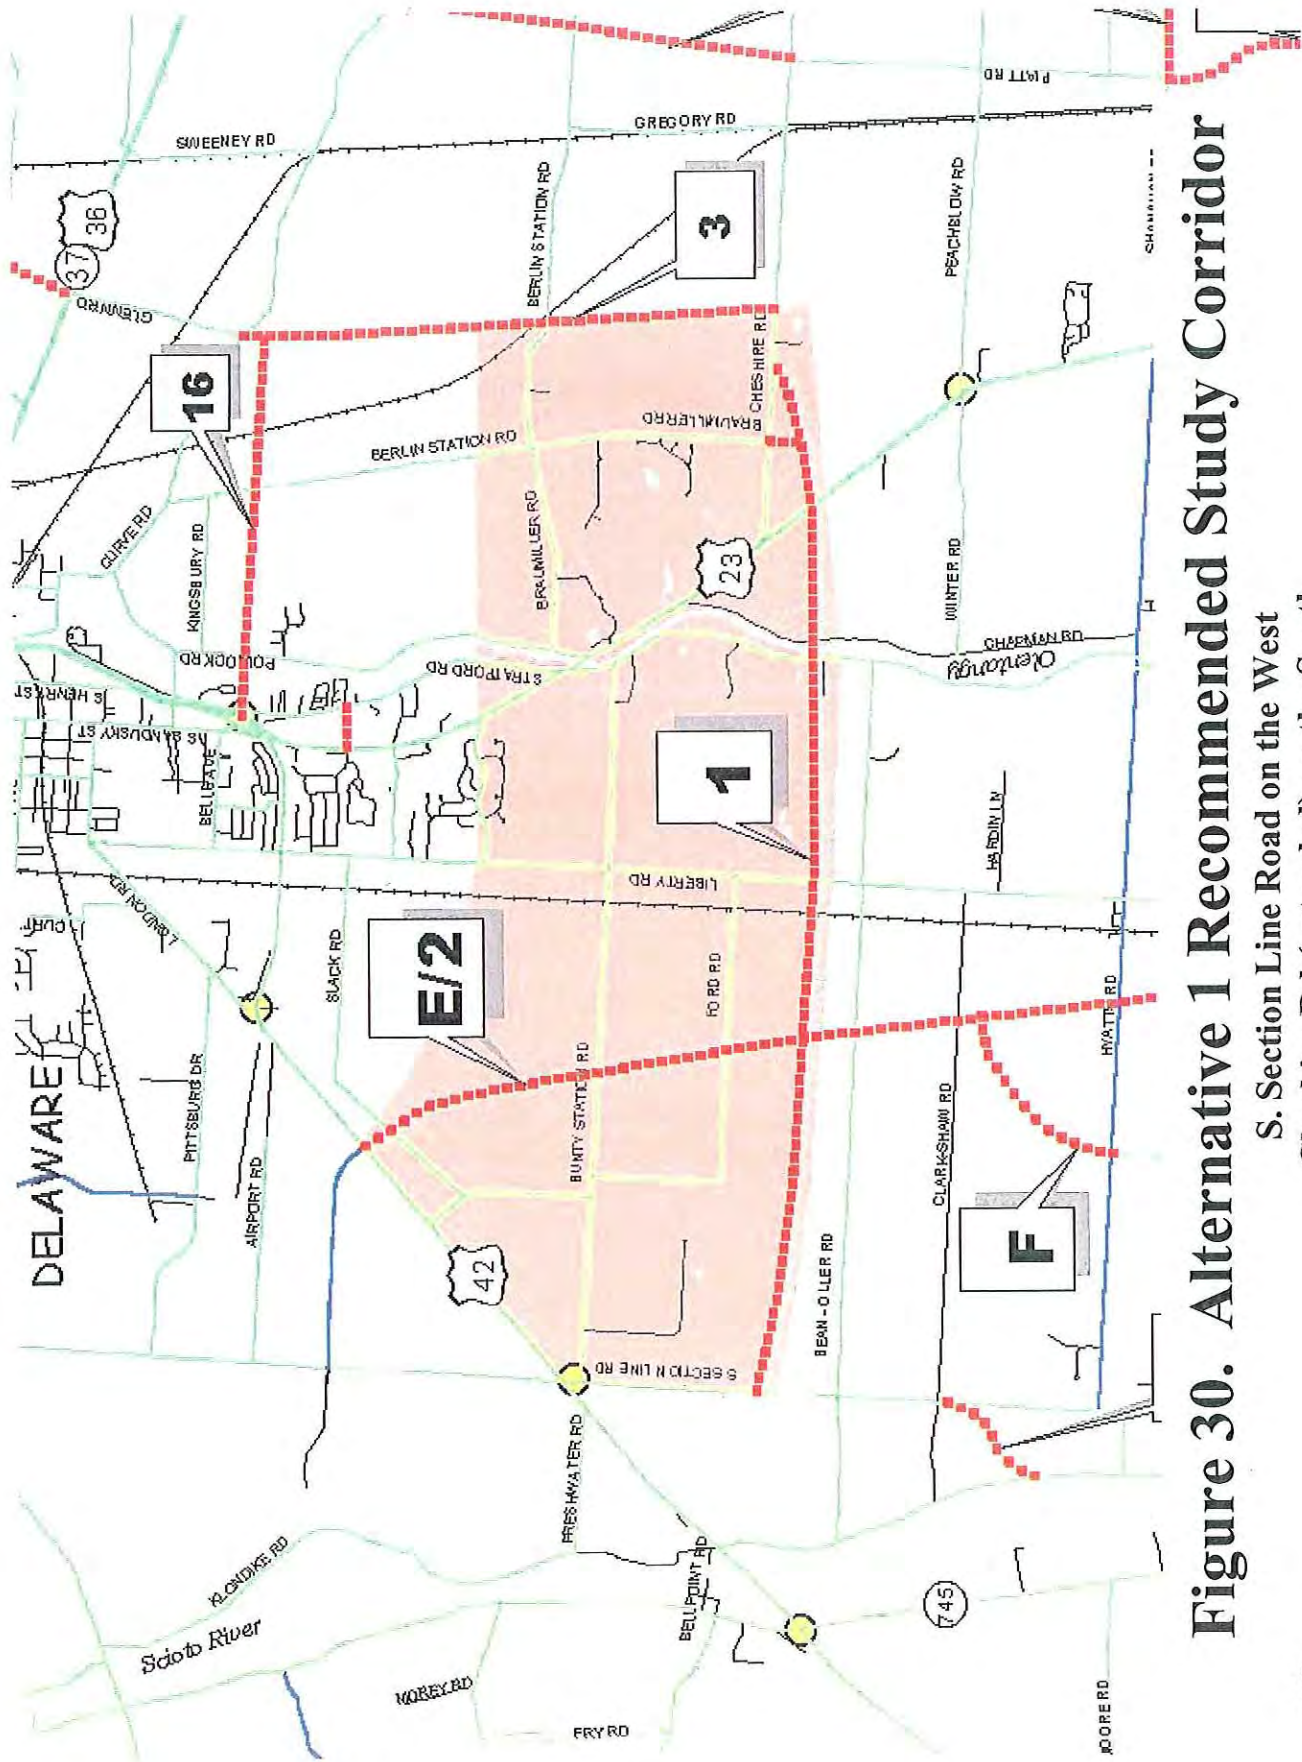 DELAWARE
CURT
LONDON RD
PITTSBURG DR
AIRPORT RD
SLACK RD
S HENRY ST
S SANDUSKY ST
BELLE AVE
POLLOCK RD
KINGSBURY RD
CURVE RD
STRATFORD RD
SWEENEY RD
37
36
GLENN RD
16
BERLIN STATION RD
BERLIN STATION RD
GREGORY RD
PIATT RD
3
BRAUMILLER RD
BRAUMILLER RD
CHESHIRE RD
PEACHBLOW RD
23
WINTER RD
CHAPMAN RD
Olentangy
1
LIBERTY RD
E/2
FORD RD
BUNTY STATION RD
HARDIN LN
HYATTS RD
CLARK-SHAW RD
F
BEAN-OLLER RD
S SECTION LINE RD
42
FRESHWATER RD
BELLPOINT RD
745
KLONDIKE RD
Scioto River
MOREY RD
FRY RD
MOORE RD
Figure 30. Alternative 1 Recommended Study Corridor
S. Section Line Road on the West